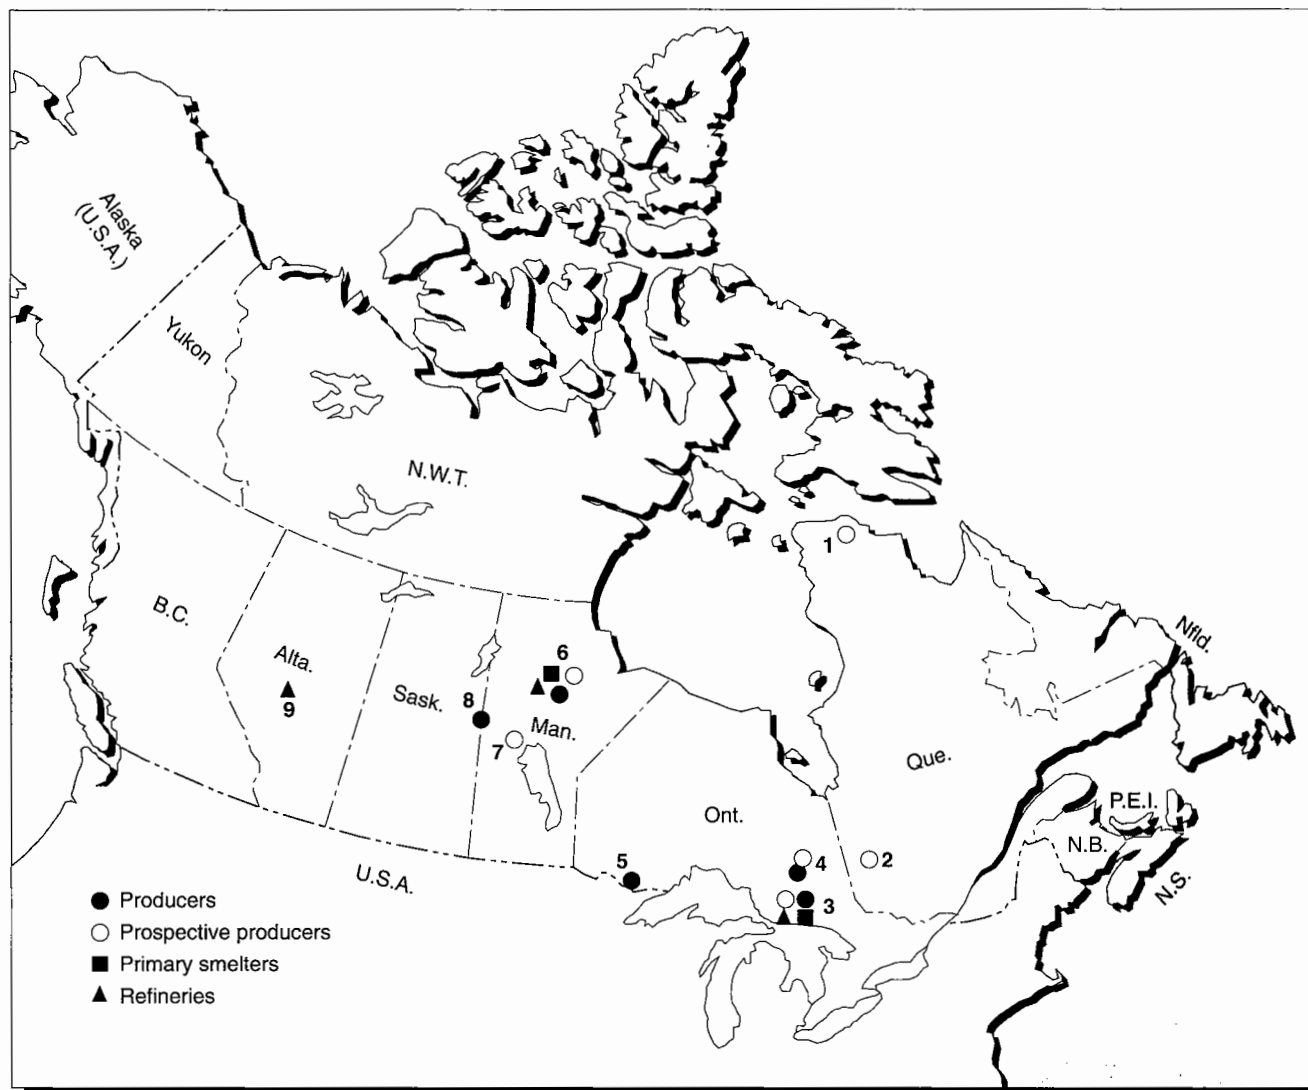 Alaska
(U.S.A.)
Yukon
N.W.T.
1
B.C.
Alta.
9
Sask.
8
6
Man.
7
Nfld.
Que.
P.E.I.
N.B.
N.S.
Ont.
4
2
5
3
U.S.A.
Producers
Prospective producers
Primary smelters
Refineries